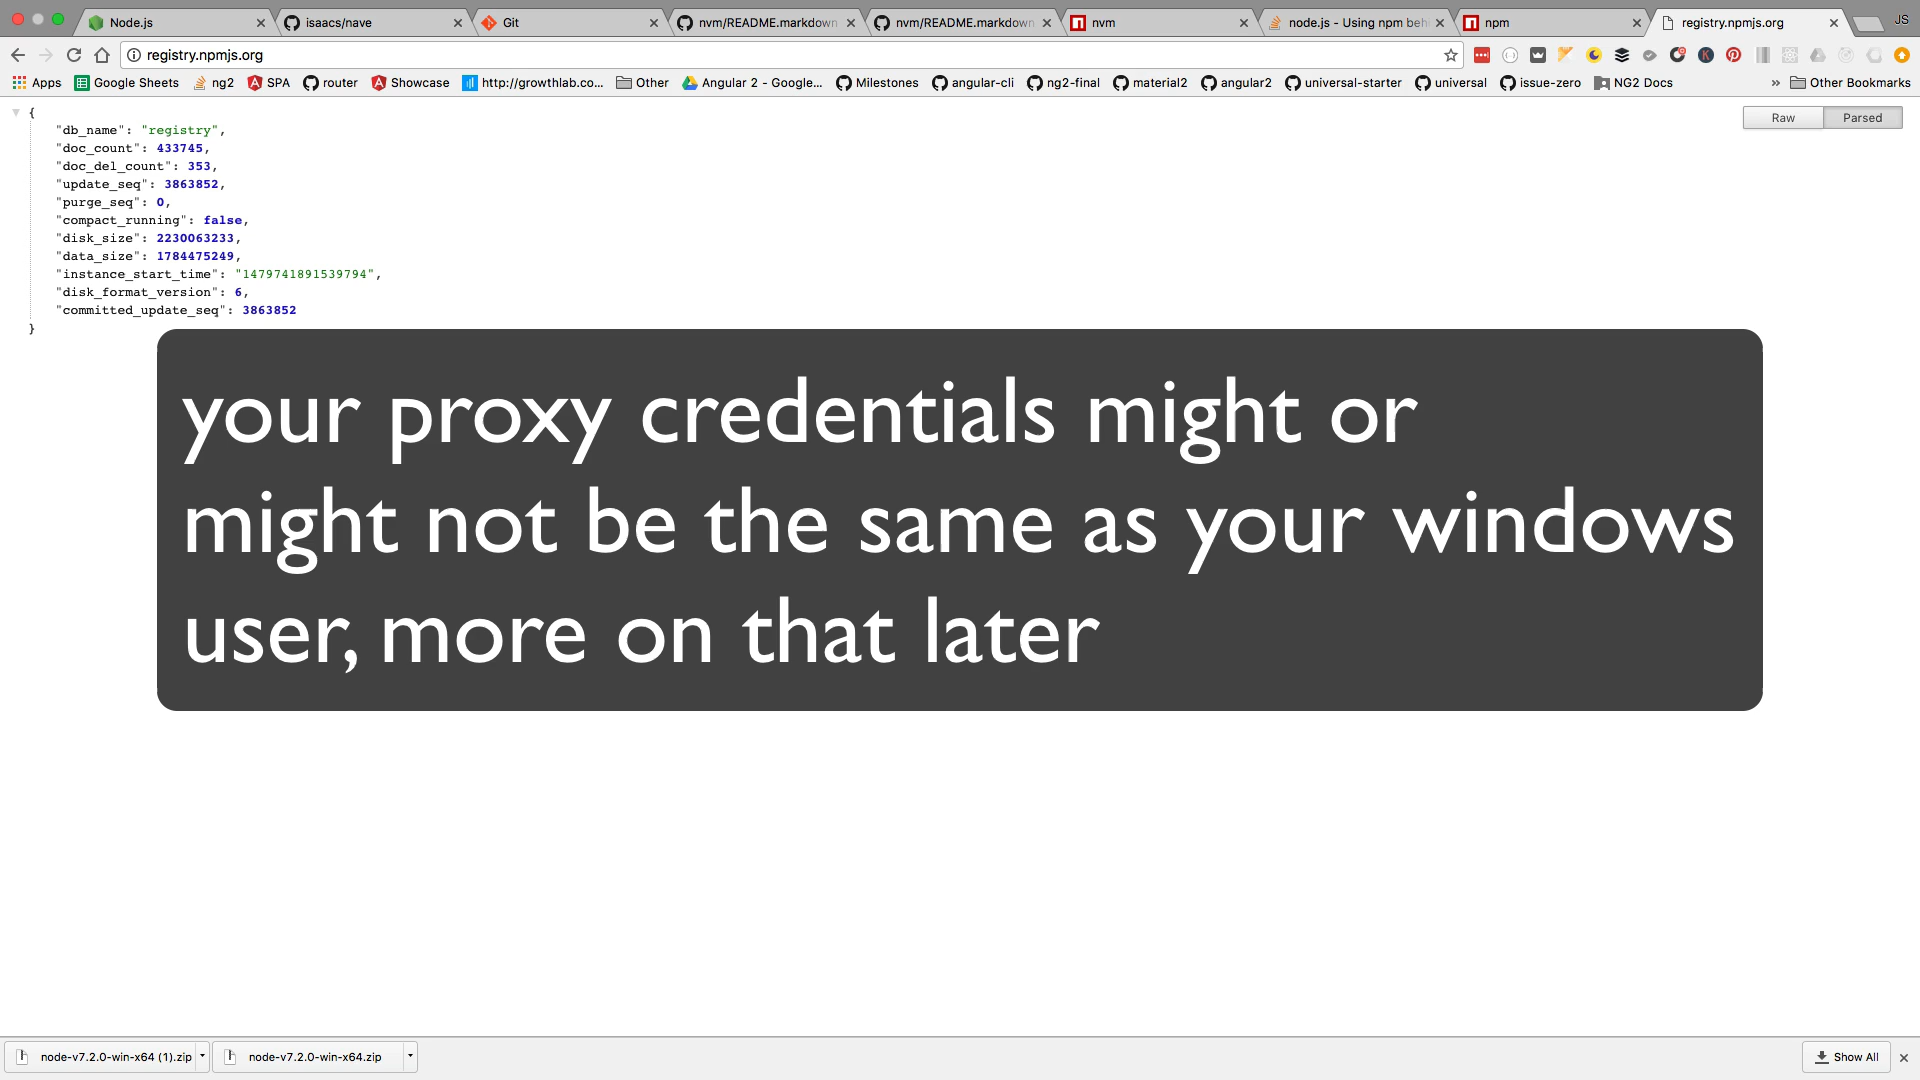 Node.js
isaacs/nave
Git
nvm/README.markdown
nvm/README.markdown
nvm
node.js - Using npm beh
npm
registry.npmjs.org
JS
registry.npmjs.org
Apps
Google Sheets
ng2
SPA
router
Showcase
http://growthlab.co...
Other
Angular 2 - Google...
Milestones
angular-cli
ng2-final
material2
angular2
universal-starter
universal
issue-zero
NG2 Docs
»
Other Bookmarks
Raw
Parsed
{
"db_name": "registry",
"doc_count": 433745,
"doc_del_count": 353,
"update_seq": 3863852,
"purge_seq": 0,
"compact_running": false,
"disk_size": 2230063233,
"data_size": 1784475249,
"instance_start_time": "1479741891539794",
"disk_format_version": 6,
"committed_update_seq": 3863852
}
your proxy credentials might or
might not be the same as your windows
user, more on that later
node-v7.2.0-win-x64 (1).zip
node-v7.2.0-win-x64.zip
Show All